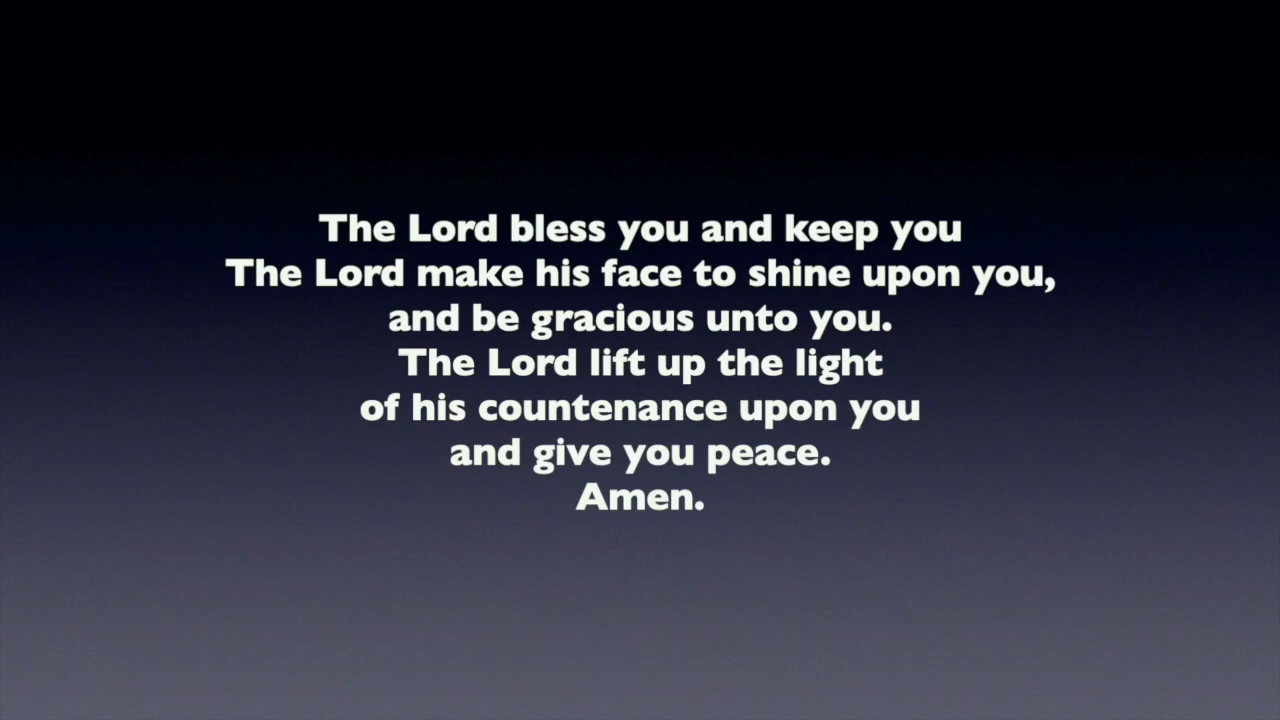 The Lord bless you and keep you
The Lord make his face to shine upon you,
and be gracious unto you.
The Lord lift up the light
of his countenance upon you
and give you peace.
Amen.